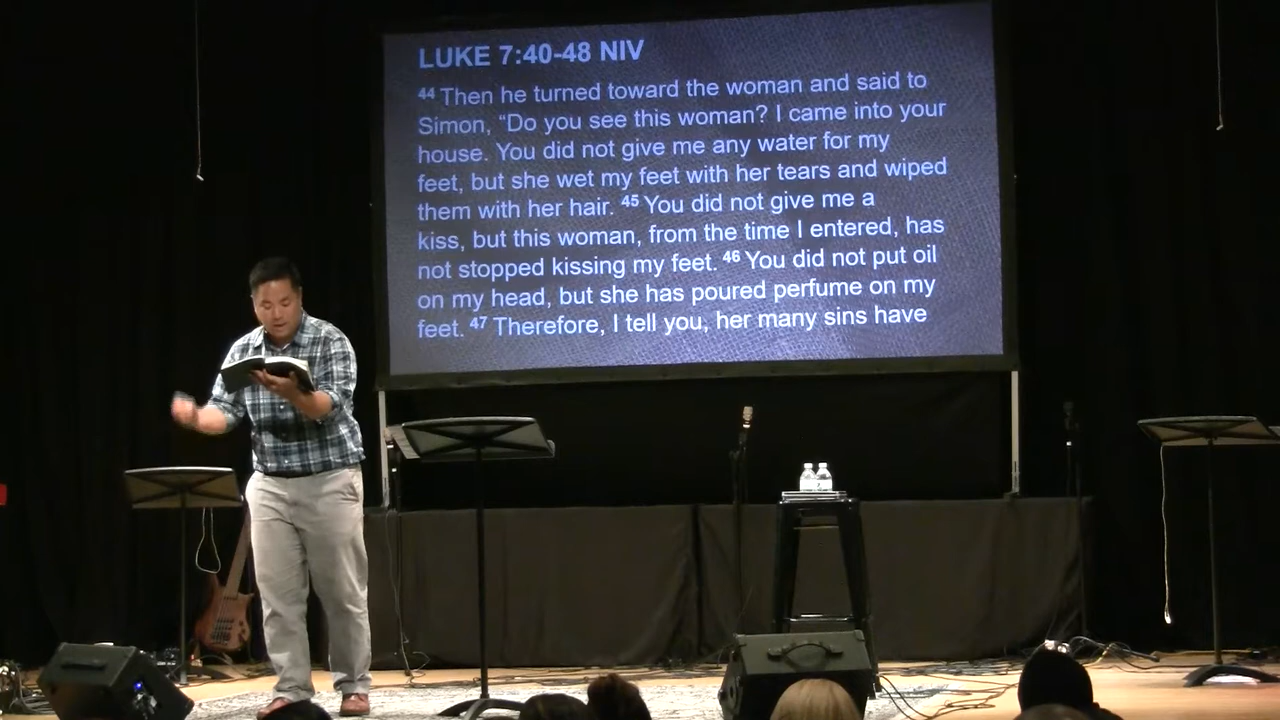 LUKE 7:40-48 NIV
44 Then he turned toward the woman and said to
Simon, “Do you see this woman? I came into your
house. You did not give me any water for my
feet, but she wet my feet with her tears and wiped
them with her hair. 45 You did not give me a
kiss, but this woman, from the time I entered, has
not stopped kissing my feet. 46 You did not put oil
on my head, but she has poured perfume on my
feet. 47 Therefore, I tell you, her many sins have